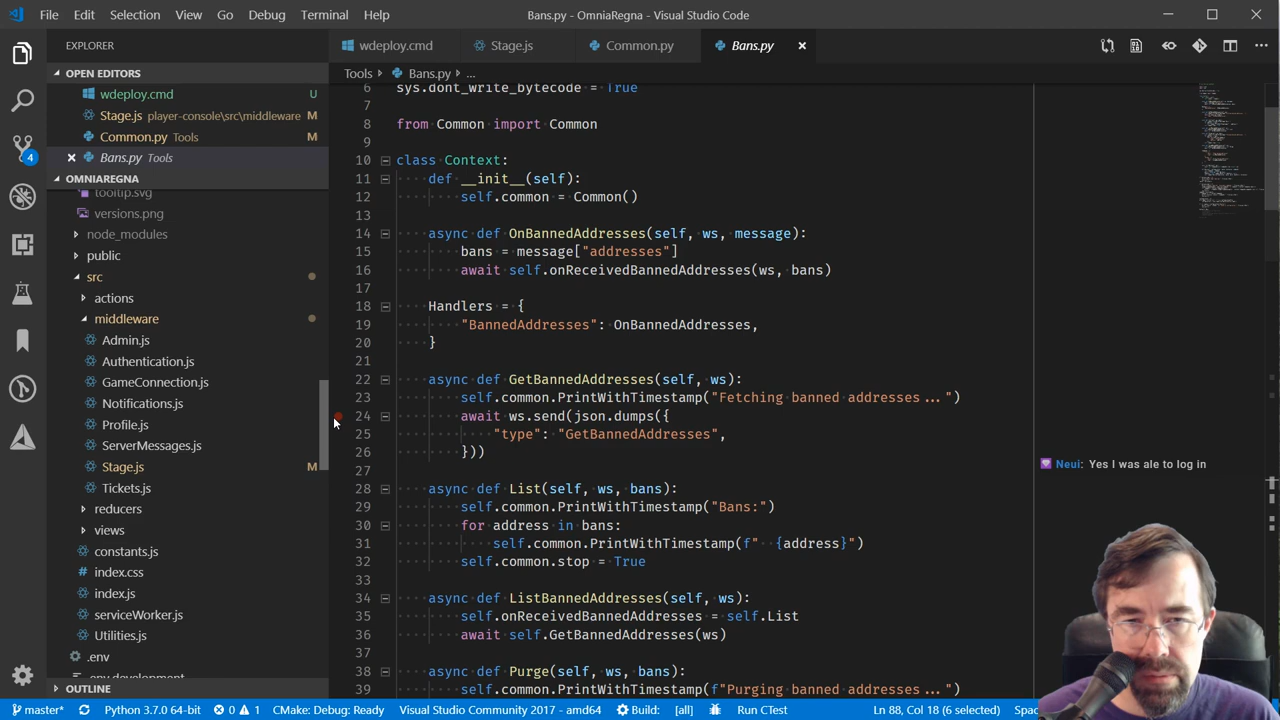 File Edit Selection View Go Debug Terminal Help
Bans.py - OmniaRegna - Visual Studio Code
EXPLORER
OPEN EDITORS
wdeploy.cmd U
Stage.js player-console\src\middleware M
Common.py Tools M
Bans.py Tools
OMNIAREGNA
tooltip.svg
versions.png
node_modules
public
src
actions
middleware
Admin.js
Authentication.js
GameConnection.js
Notifications.js
Profile.js
ServerMessages.js
Stage.js M
Tickets.js
reducers
views
constants.js
index.css
index.js
serviceWorker.js
Utilities.js
.env
.env.development
OUTLINE
4
wdeploy.cmd Stage.js Common.py Bans.py
Tools Bans.py ...
6 sys.dont_write_bytecode = True
7
8 from Common import Common
9
10 class Context:
11 def __init__(self):
12 self.common = Common()
13
14 async def OnBannedAddresses(self, ws, message):
15 bans = message["addresses"]
16 await self.onReceivedBannedAddresses(ws, bans)
17
18 Handlers = {
19 "BannedAddresses": OnBannedAddresses,
20 }
21
22 async def GetBannedAddresses(self, ws):
23 self.common.PrintWithTimestamp("Fetching banned addresses...")
24 await ws.send(json.dumps({
25 "type": "GetBannedAddresses",
26 }))
27
28 async def List(self, ws, bans):
29 self.common.PrintWithTimestamp("Bans:")
30 for address in bans:
31 self.common.PrintWithTimestamp(f" {address}")
32 self.common.stop = True
33
34 async def ListBannedAddresses(self, ws):
35 self.onReceivedBannedAddresses = self.List
36 await self.GetBannedAddresses(ws)
37
38 async def Purge(self, ws, bans):
39 self.common.PrintWithTimestamp(f"Purging banned addresses...")
Neui: Yes I was ale to log in
master* Python 3.7.0 64-bit 0 1 CMake: Debug: Ready Visual Studio Community 2017 - amd64 Build: [all] Run CTest Ln 88, Col 18 (6 selected)